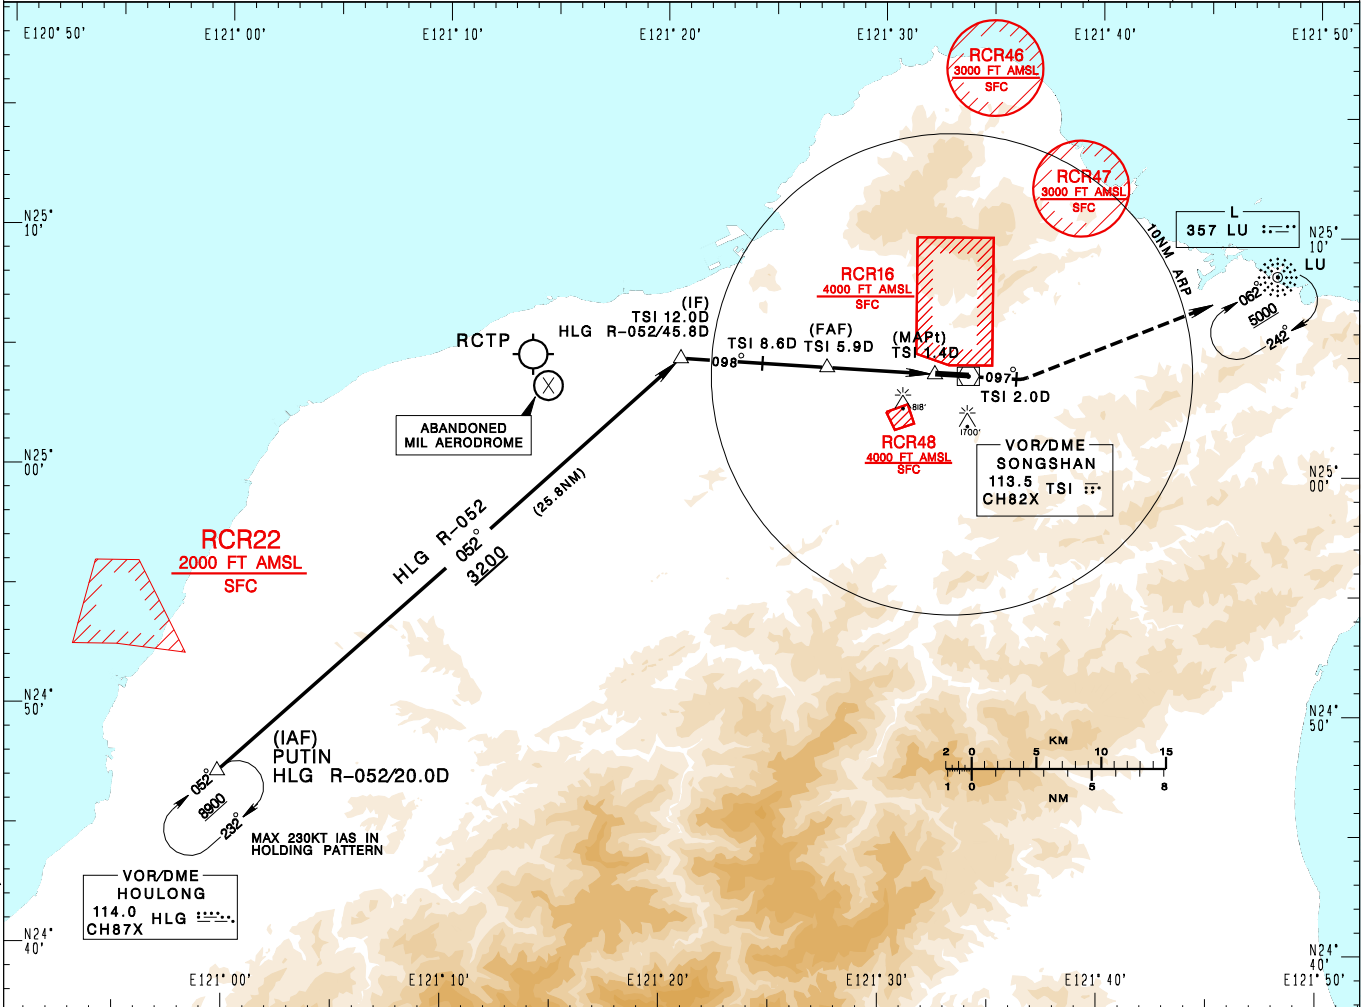 E120°50'
E121°00'
E121°10'
E121°20'
E121°30'
E121°40'
E121°50'
RCR46
3000 FT AMSL
SFC
RCR47
3000 FT AMSL
SFC
N25°
10'
L
357 LU
LU
N25°
10'
10NM ARP
062°
5000
242°
RCR16
4000 FT AMSL
SFC
(IF)
TSI 12.0D
HLG R-052/45.8D
RCTP
098°
TSI 8.6D
(FAF)
TSI 5.9D
(MAPt)
TSI 1.4D
097°
TSI 2.0D
ABANDONED
MIL AERODROME
818'
1700'
RCR48
4000 FT AMSL
SFC
VOR/DME
SONGSHAN
113.5
TSI
CH82X
N25°
00'
N25°
00'
(25.8NM)
HLG R-052
052°
3200
RCR22
2000 FT AMSL
SFC
N24°
50'
N24°
50'
(IAF)
PUTIN
HLG R-052/20.0D
052°
8900
232°
MAX 230KT IAS IN
HOLDING PATTERN
KM
2 0 5 10 15
1 0 5 8
NM
VOR/DME
HOULONG
114.0
HLG
CH87X
N24°
40'
N24°
40'
E121°00'
E121°10'
E121°20'
E121°30'
E121°40'
E121°50'